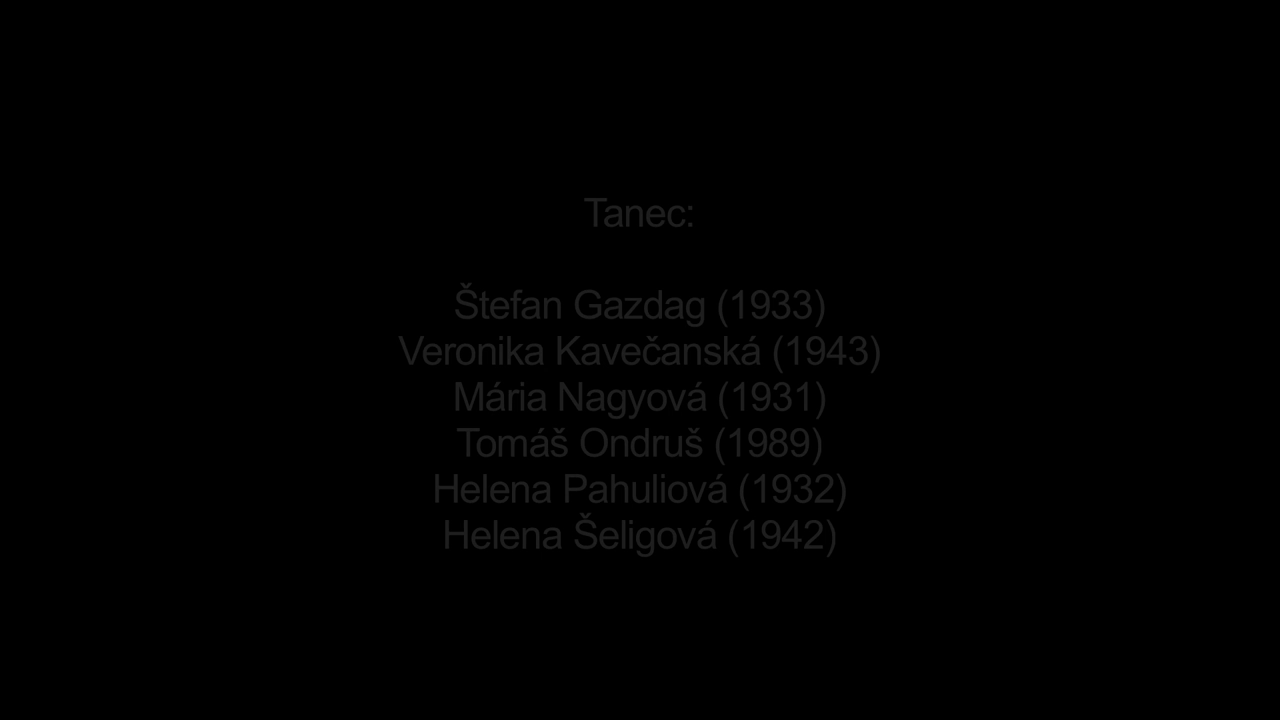 Tanec:
Štefan Gazdag (1933)
Veronika Kavečanská (1943)
Mária Nagyová (1931)
Tomáš Ondruš (1989)
Helena Pahuliová (1932)
Helena Šeligová (1942)